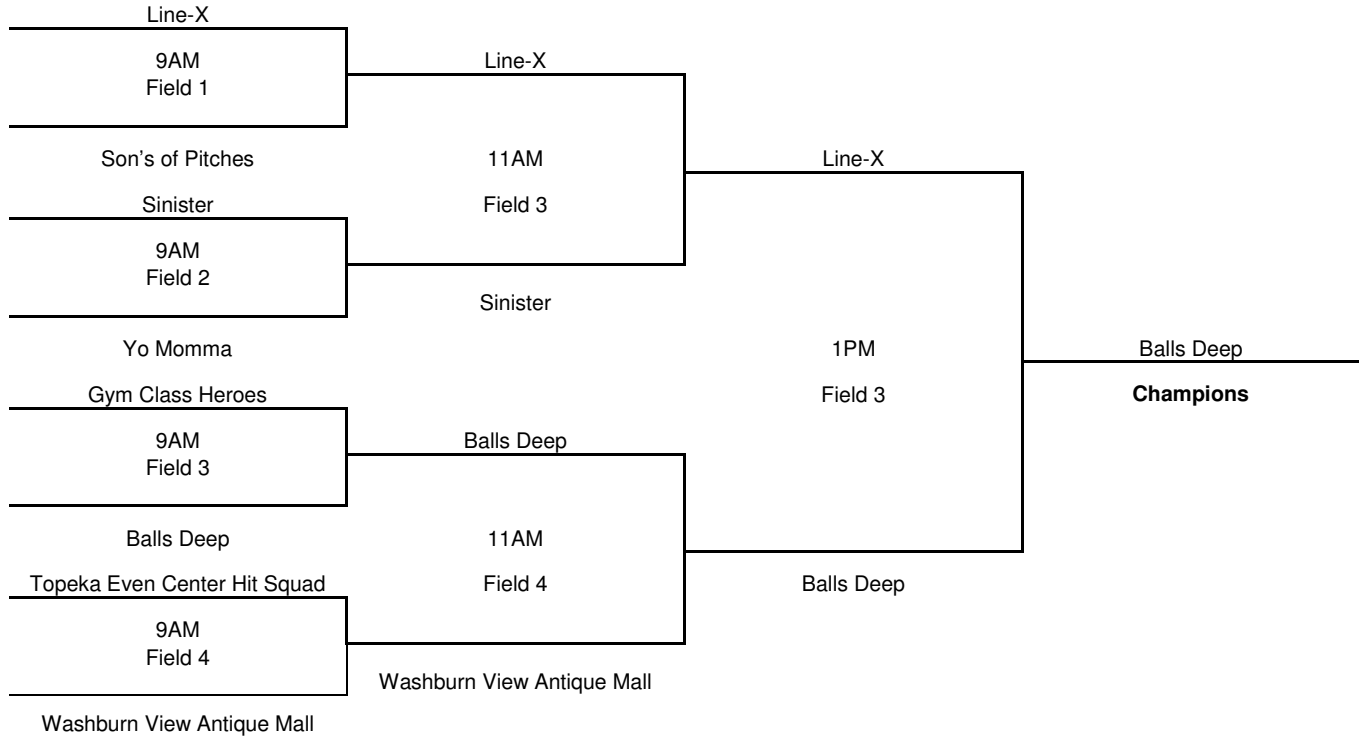 Line-X
9AM
Field 1
Son's of Pitches
Sinister
9AM
Field 2
Yo Momma
Gym Class Heroes
9AM
Field 3
Balls Deep
Topeka Even Center Hit Squad
9AM
Field 4
Washburn View Antique Mall
Line-X
11AM
Field 3
Sinister
Balls Deep
11AM
Field 4
Washburn View Antique Mall
Line-X
1PM
Field 3
Balls Deep
Balls Deep
Champions